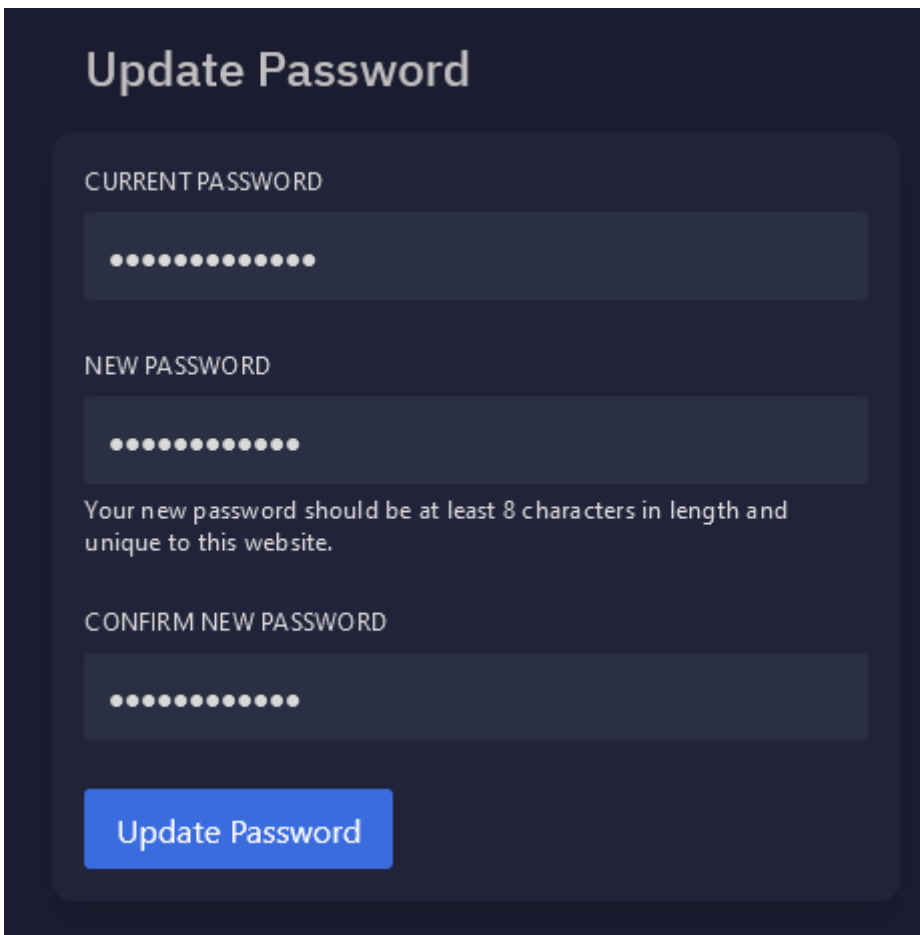 Update Password
CURRENT PASSWORD
•••••••••••••
NEW PASSWORD
••••••••••••
Your new password should be at least 8 characters in length and
unique to this website.
CONFIRM NEW PASSWORD
••••••••••••
Update Password